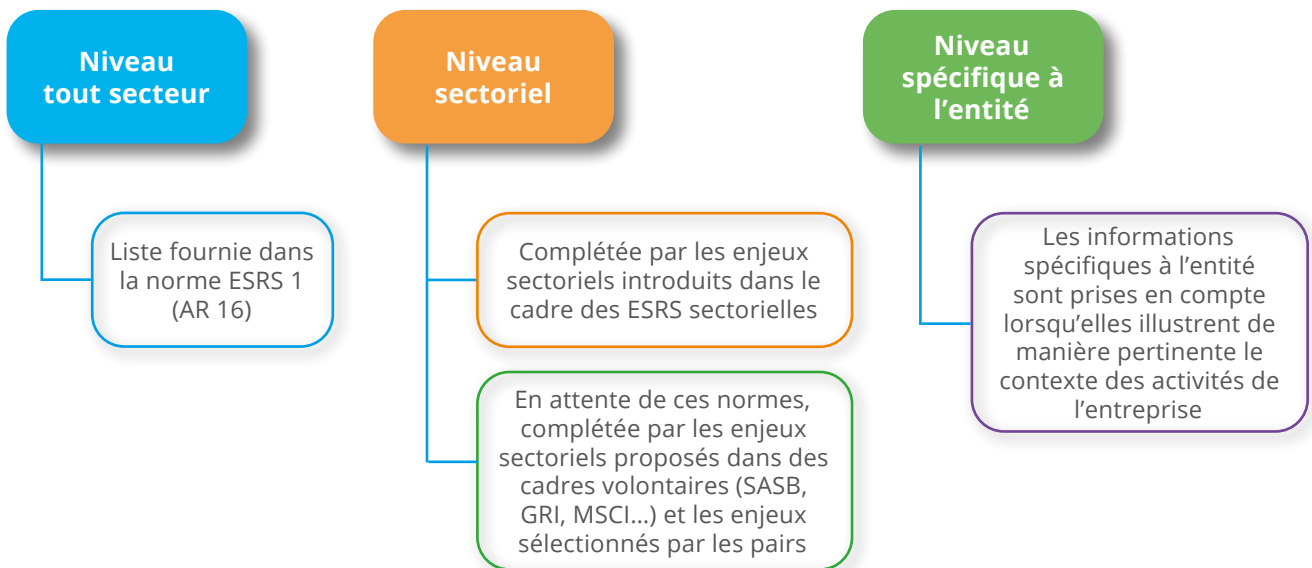 Niveau
tout secteur
Liste fournie dans
la norme ESRS 1
(AR 16)
Niveau
sectoriel
Complétée par les enjeux
sectoriels introduits dans le
cadre des ESRS sectorielles
En attente de ces normes,
complétée par les enjeux
sectoriels proposés dans des
cadres volontaires (SASB,
GRI, MSCI...) et les enjeux
sélectionnés par les pairs
Niveau
spécifique à
l’entité
Les informations
spécifiques à l’entité
sont prises en compte
lorsqu’elles illustrent de
manière pertinente le
contexte des activités de
l’entreprise